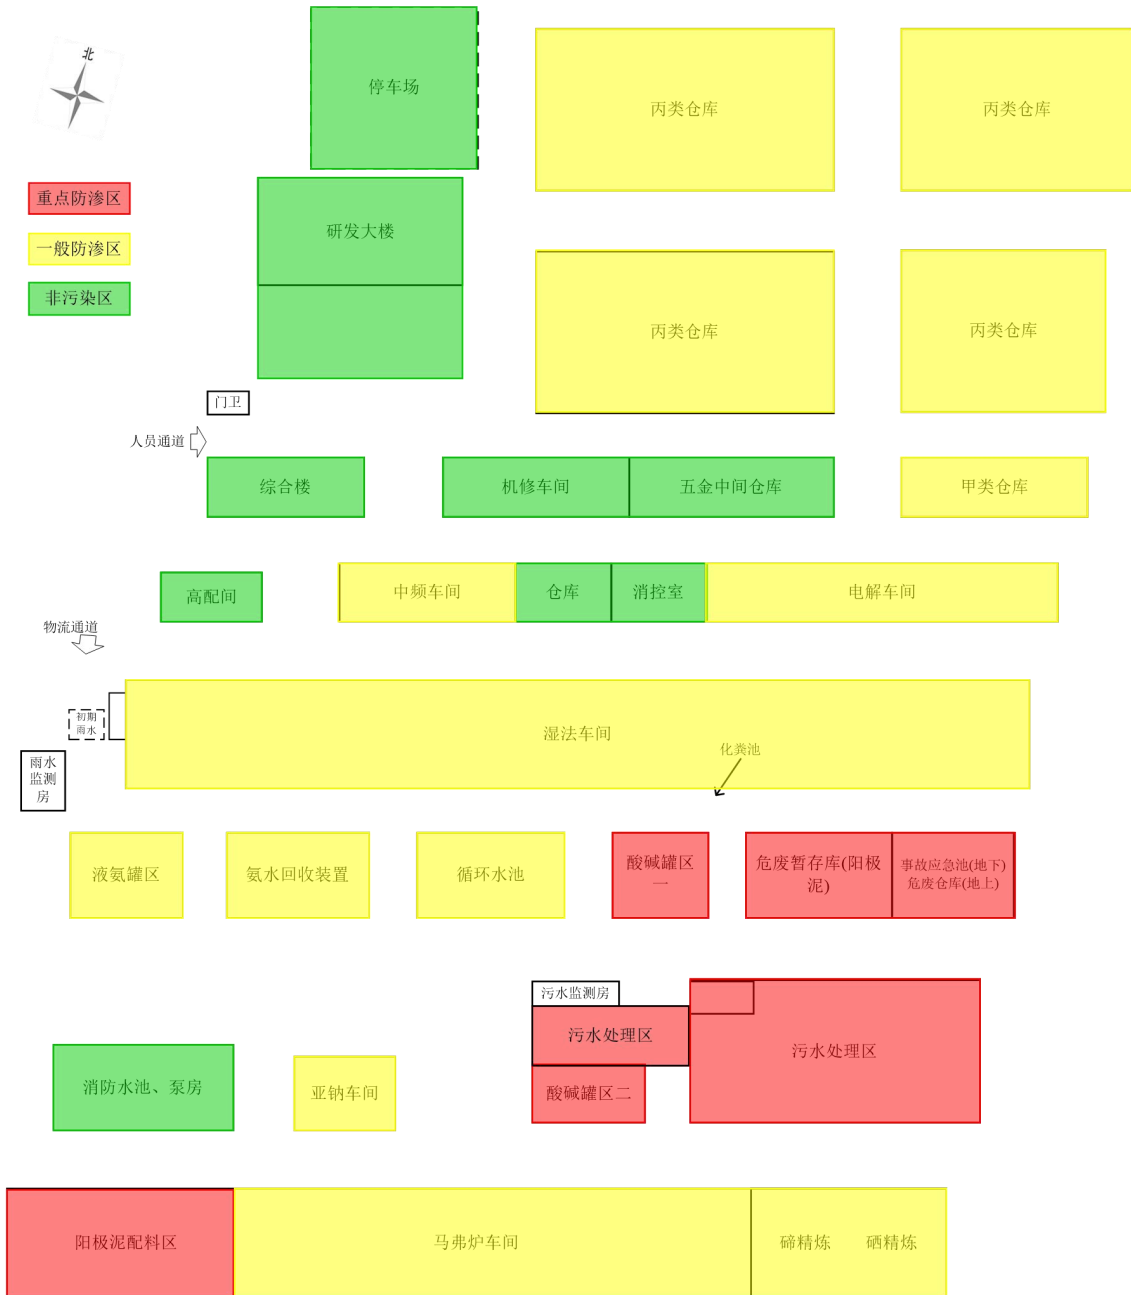 北
停车场
丙类仓库
丙类仓库
重点防渗区
一般防渗区
非污染区
研发大楼
丙类仓库
丙类仓库
门卫
人员通道
综合楼
机修车间
五金中间仓库
甲类仓库
高配间
中频车间
仓库
消控室
电解车间
物流通道
初期
雨水
湿法车间
化粪池
雨水
监测
房
液氨罐区
氨水回收装置
循环水池
酸碱罐区
一
危废暂存库(阳极
泥)
事故应急池(地下)
危废仓库(地上)
污水监测房
污水处理区
污水处理区
酸碱罐区二
消防水池、泵房
亚钠车间
阳极泥配料区
马弗炉车间
碲精炼
硒精炼